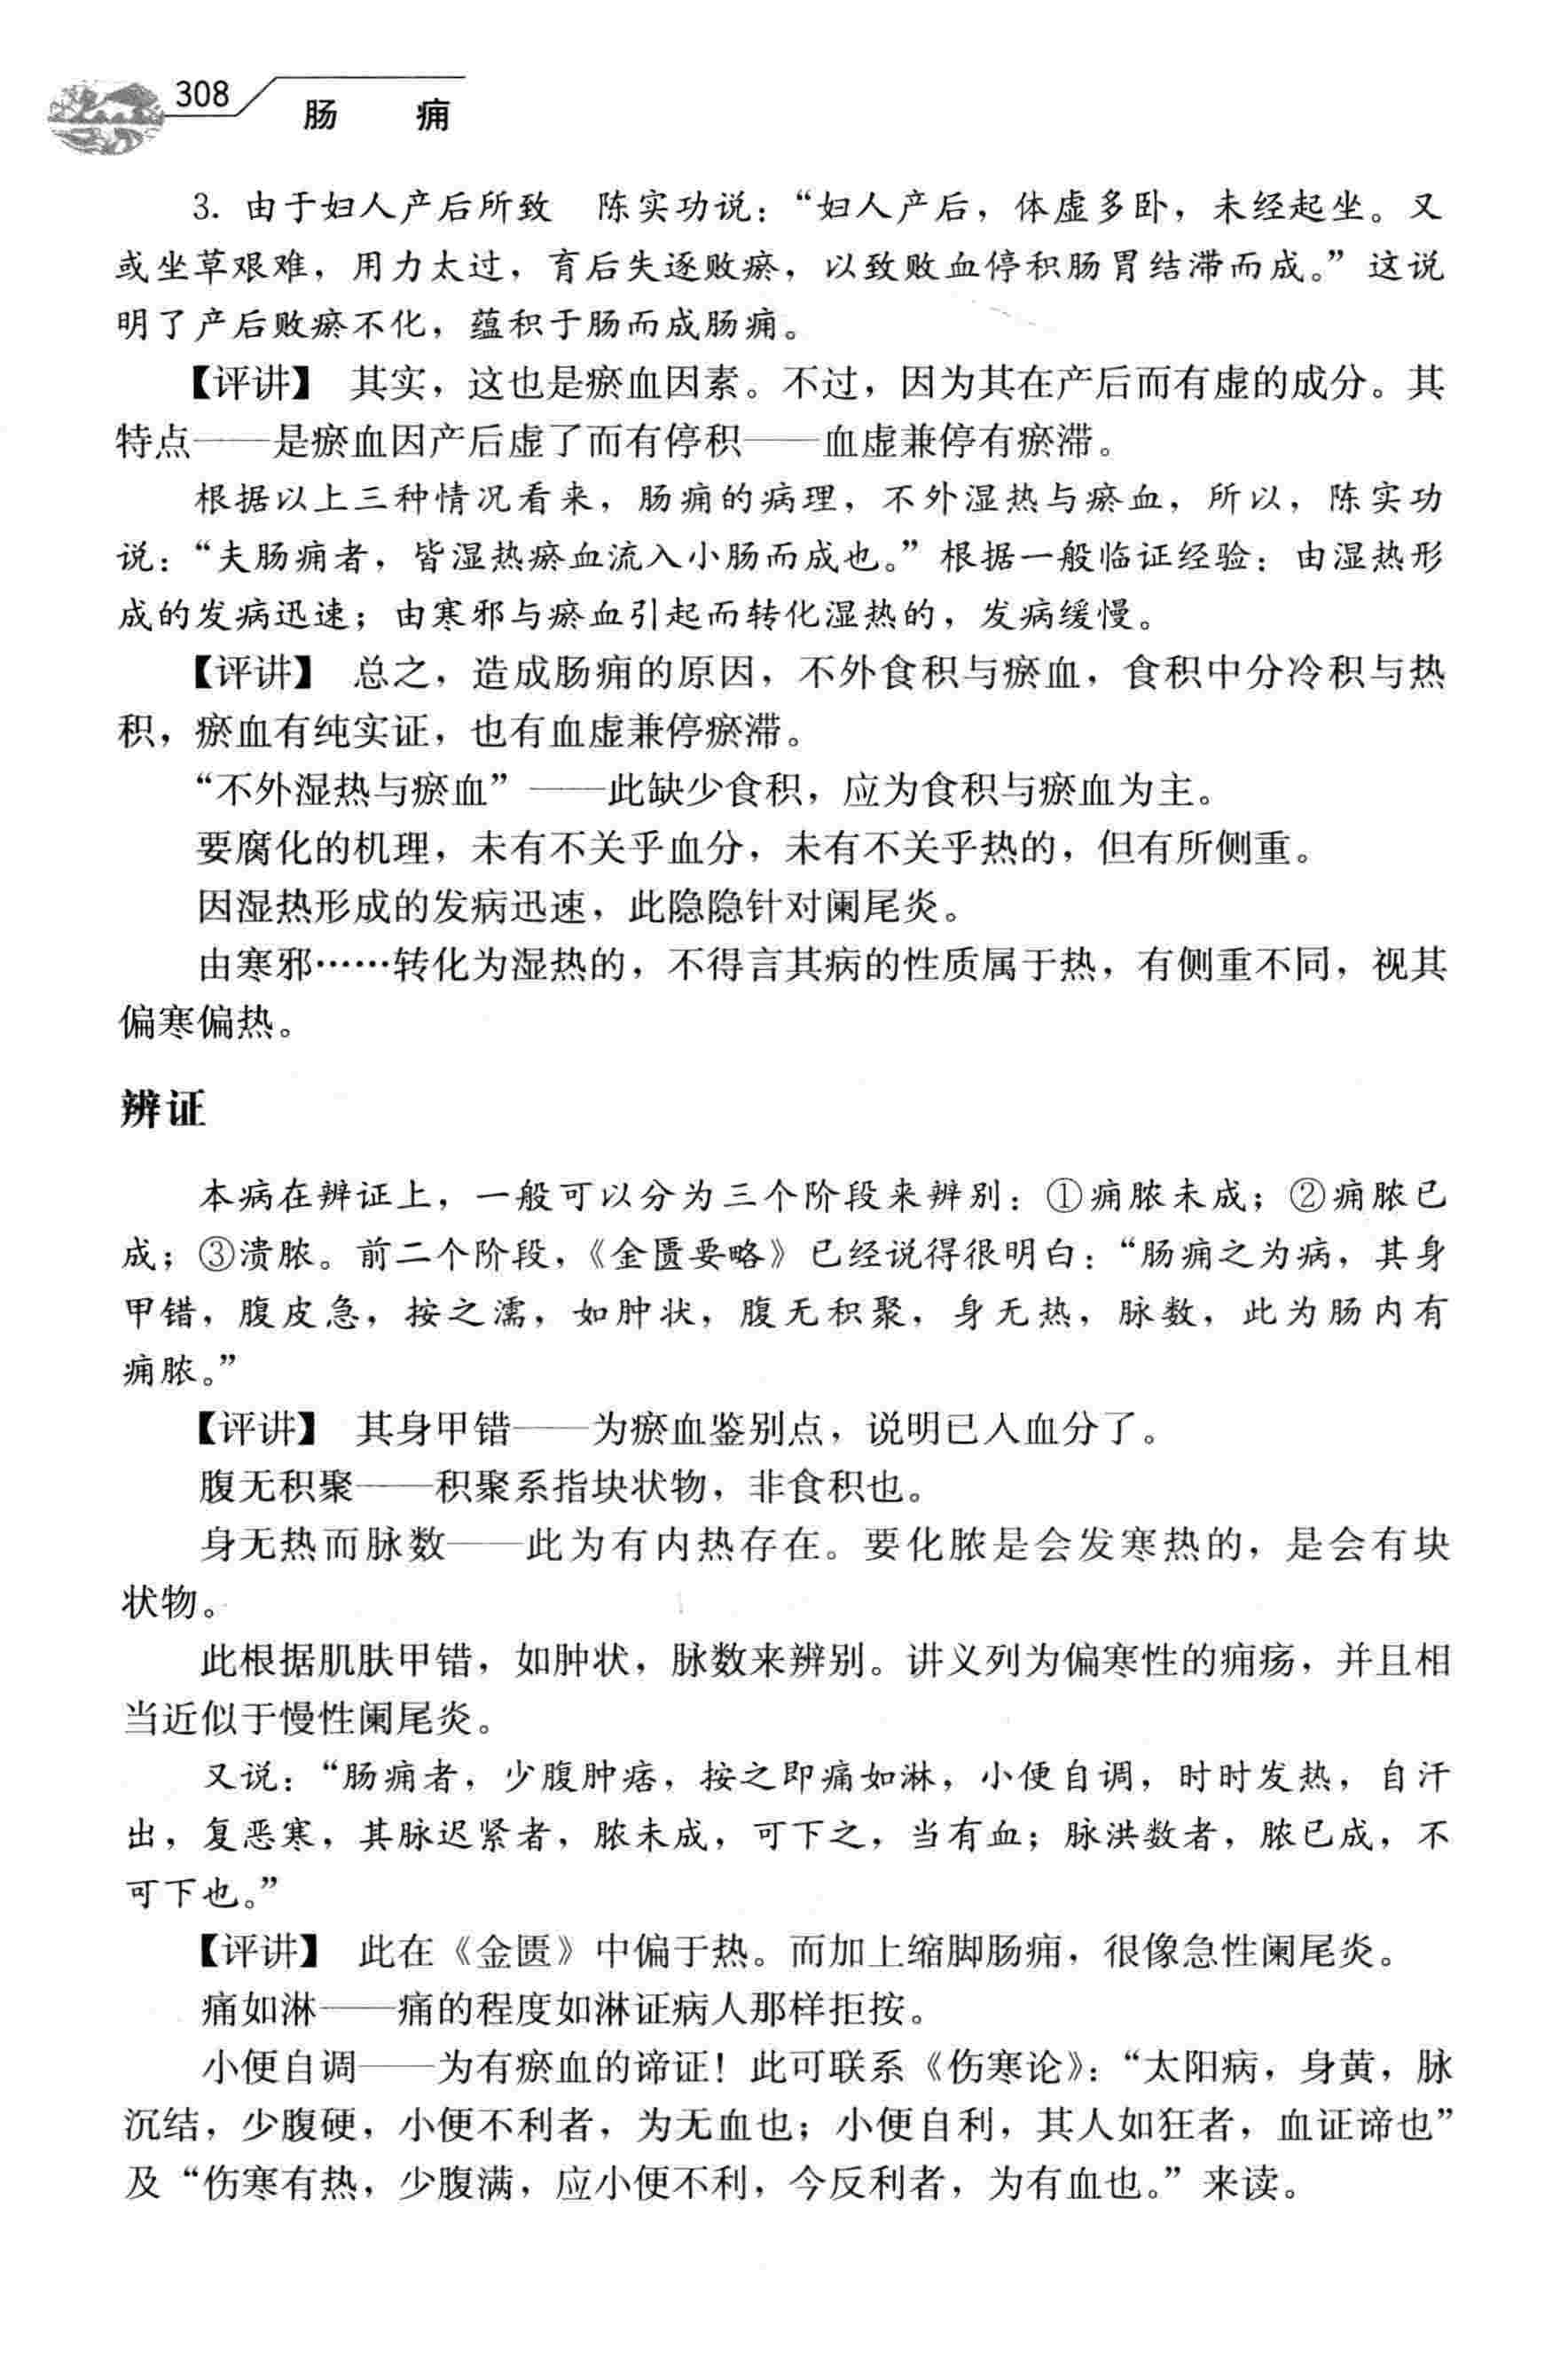 308
肠 痈
3. 由于妇人产后所致 陈实功说：“妇人产后，体虚多卧，未经起坐。又
或坐草艰难，用力太过，育后失逐败瘀，以致败血停积肠胃结滞而成。”这说
明了产后败瘀不化，蕴积于肠而成肠痈。
【评讲】 其实，这也是瘀血因素。不过，因为其在产后而有虚的成分。其
特点——是瘀血因产后虚了而有停积——血虚兼停有瘀滞。
根据以上三种情况看来，肠痈的病理，不外湿热与瘀血，所以，陈实功
说：“夫肠痈者，皆湿热瘀血流入小肠而成也。”根据一般临证经验：由湿热形
成的发病迅速；由寒邪与瘀血引起而转化湿热的，发病缓慢。
【评讲】 总之，造成肠痈的原因，不外食积与瘀血，食积中分冷积与热
积，瘀血有纯实证，也有血虚兼停瘀滞。
“不外湿热与瘀血”——此缺少食积，应为食积与瘀血为主。
要腐化的机理，未有不关乎血分，未有不关乎热的，但有所侧重。
因湿热形成的发病迅速，此隐隐针对阑尾炎。
由寒邪……转化为湿热的，不得言其病的性质属于热，有侧重不同，视其
偏寒偏热。
辨证
本病在辨证上，一般可以分为三个阶段来辨别：①痈脓未成；②痈脓已
成；③溃脓。前二个阶段，《金匮要略》已经说得很明白：“肠痈之为病，其身
甲错，腹皮急，按之濡，如肿状，腹无积聚，身无热，脉数，此为肠内有
痈脓。”
【评讲】 其身甲错——为瘀血鉴别点，说明已入血分了。
腹无积聚——积聚系指块状物，非食积也。
身无热而脉数——此为有内热存在。要化脓是会发寒热的，是会有块
状物。
此根据肌肤甲错，如肿状，脉数来辨别。讲义列为偏寒性的痈疡，并且相
当近似于慢性阑尾炎。
又说：“肠痈者，少腹肿痞，按之即痛如淋，小便自调，时时发热，自汗
出，复恶寒，其脉迟紧者，脓未成，可下之，当有血；脉洪数者，脓已成，不
可下也。”
【评讲】 此在《金匮》中偏于热。而加上缩脚肠痈，很像急性阑尾炎。
痛如淋——痛的程度如淋证病人那样拒按。
小便自调——为有瘀血的谛证！此可联系《伤寒论》：“太阳病，身黄，脉
沉结，少腹硬，小便不利者，为无血也；小便自利，其人如狂者，血证谛也”
及“伤寒有热，少腹满，应小便不利，今反利者，为有血也。”来读。